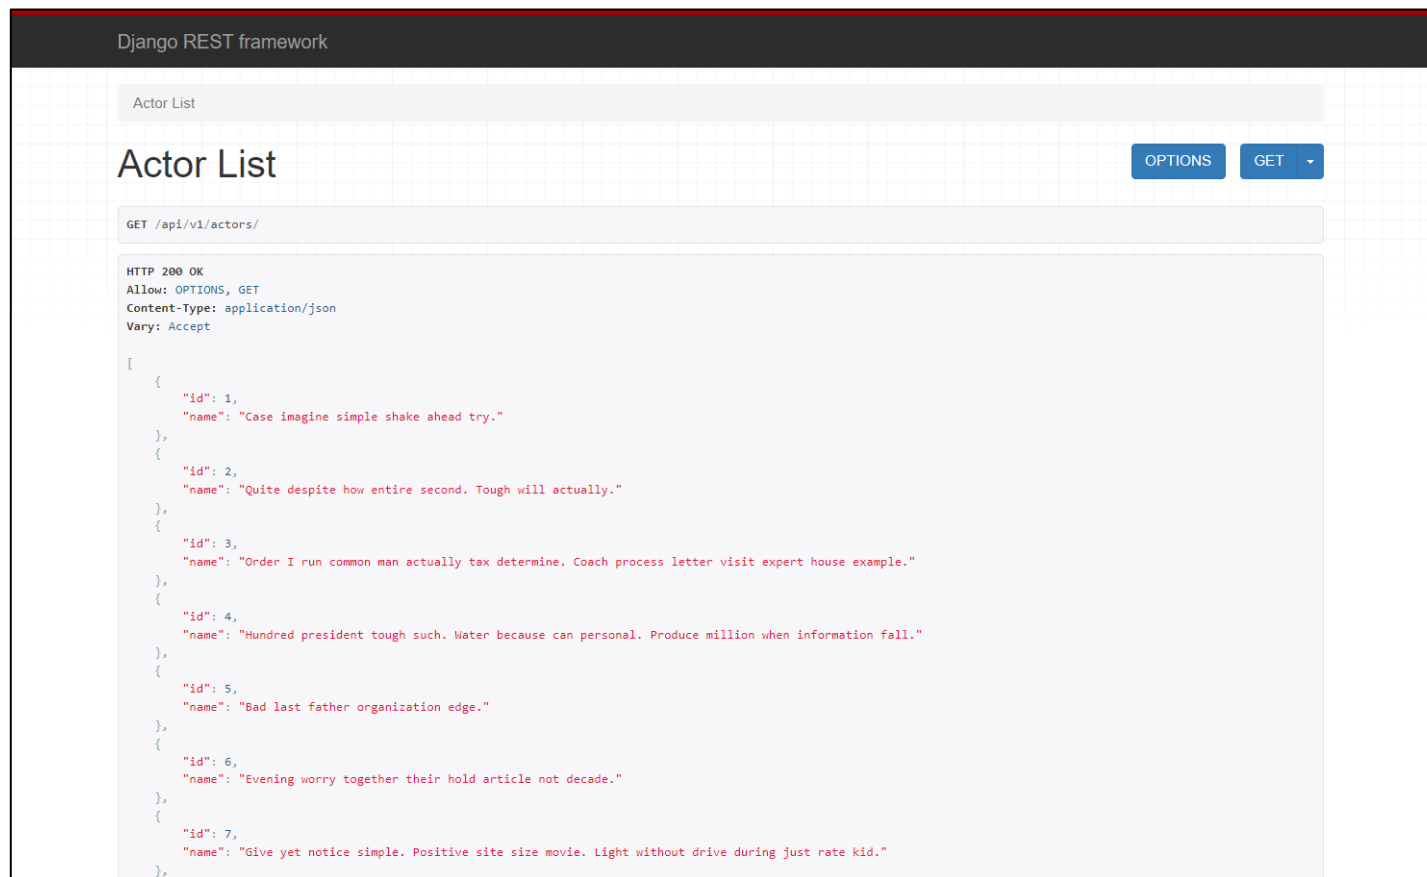 Django REST framework
Actor List
Actor List
OPTIONS
GET
GET /api/v1/actors/
HTTP 200 OK
Allow: OPTIONS, GET
Content-Type: application/json
Vary: Accept
[
{
"id": 1,
"name": "Case imagine simple shake ahead try."
},
{
"id": 2,
"name": "Quite despite how entire second. Tough will actually."
},
{
"id": 3,
"name": "Order I run common man actually tax determine. Coach process letter visit expert house example."
},
{
"id": 4,
"name": "Hundred president tough such. Water because can personal. Produce million when information fall."
},
{
"id": 5,
"name": "Bad last father organization edge."
},
{
"id": 6,
"name": "Evening worry together their hold article not decade."
},
{
"id": 7,
"name": "Give yet notice simple. Positive site size movie. Light without drive during just rate kid."
},